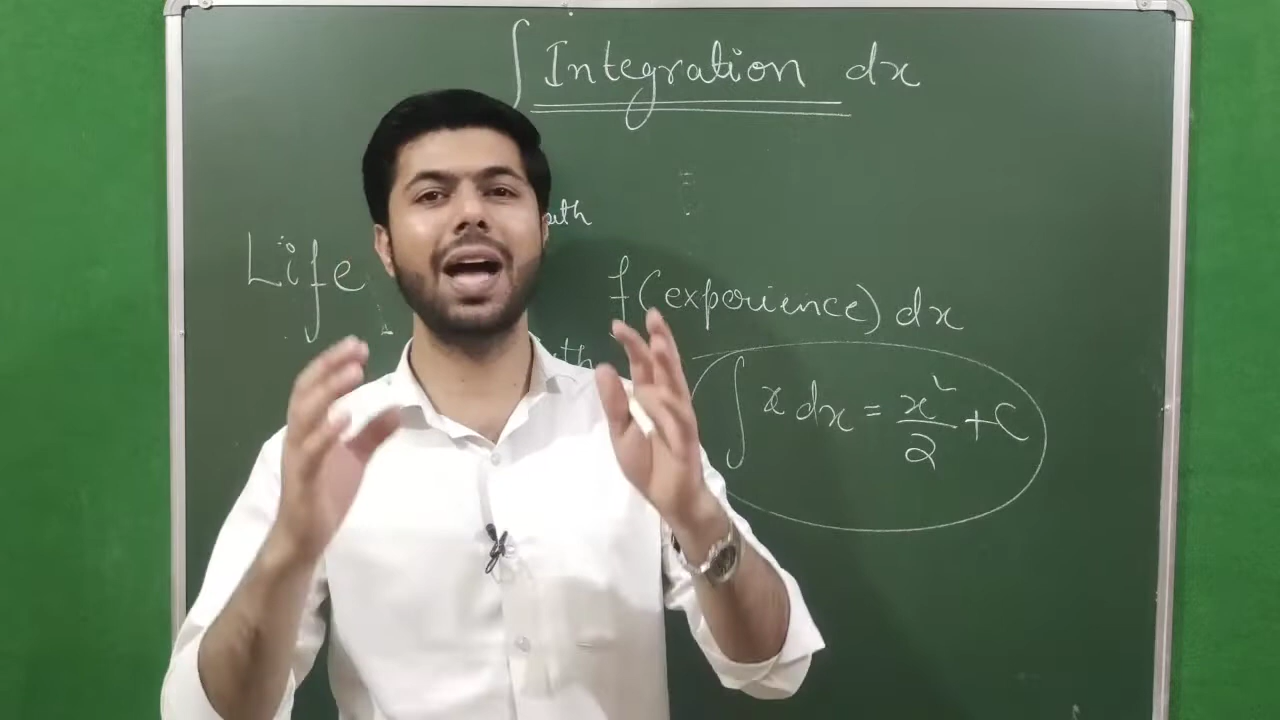 ∫ Integration dx
Life
f(experience) dx
∫ x dx = x²/2 + C